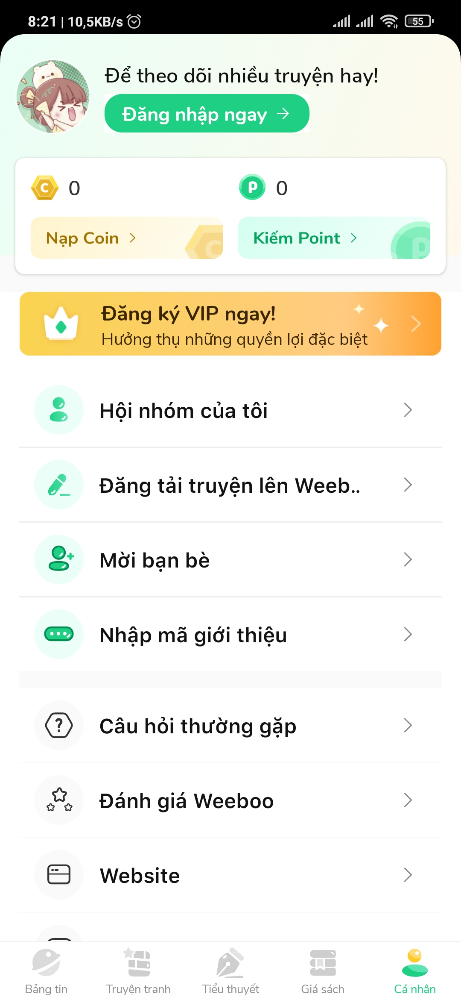 8:21 | 10,5KB/s
55
Để theo dõi nhiều truyện hay!
Đăng nhập ngay
C 0
P 0
Nạp Coin
Kiếm Point
Đăng ký VIP ngay!
Hưởng thụ những quyền lợi đặc biệt
Hội nhóm của tôi
Đăng tải truyện lên Weeb..
Mời bạn bè
Nhập mã giới thiệu
Câu hỏi thường gặp
Đánh giá Weeboo
Website
Bảng tin
Truyện tranh
Tiểu thuyết
Giá sách
Cá nhân